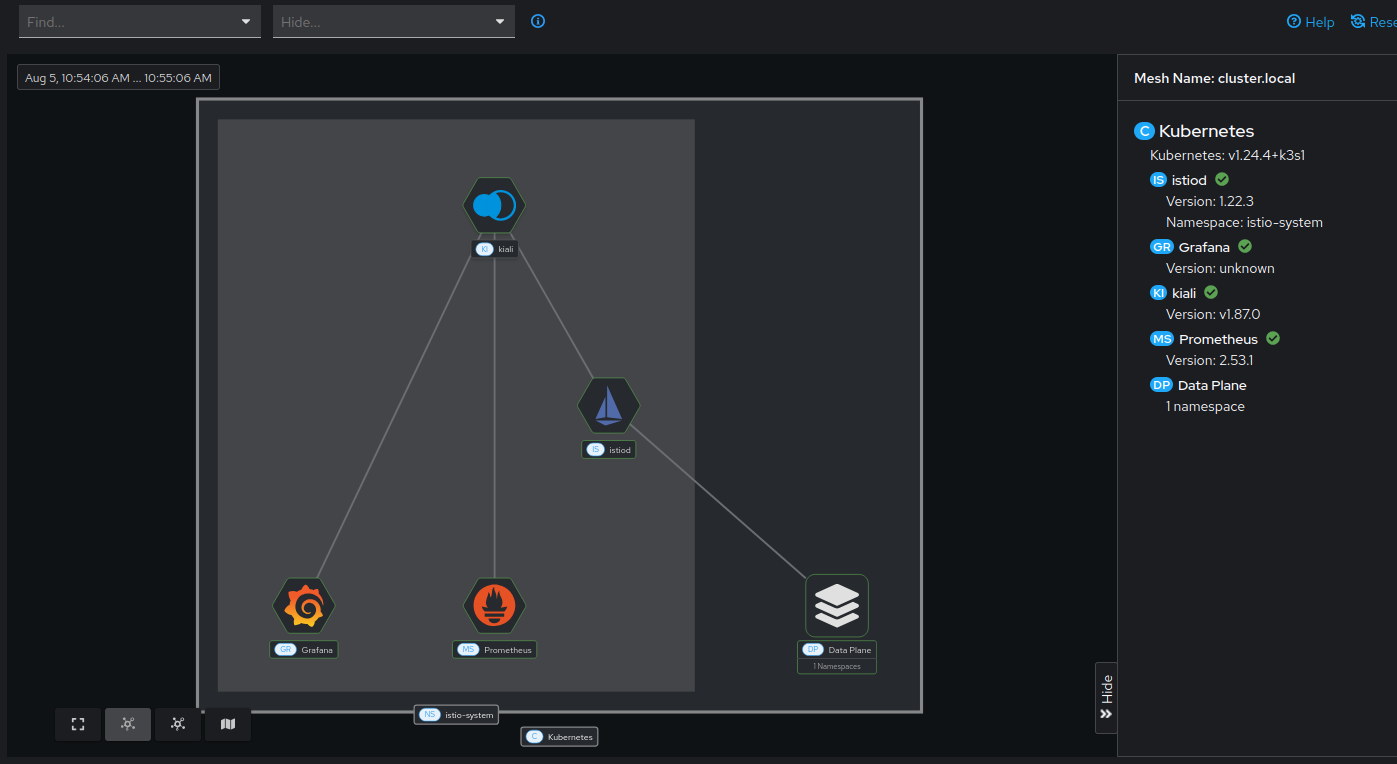 Find...
Hide...
Help
Rese
Aug 5, 10:54:06 AM ... 10:55:06 AM
KI kiali
IS istiod
GR Grafana
MS Prometheus
DP Data Plane
1 Namespaces
NS istio-system
C Kubernetes
Hide
Mesh Name: cluster.local
C Kubernetes
Kubernetes: v1.24.4+k3s1
IS istiod
Version: 1.22.3
Namespace: istio-system
GR Grafana
Version: unknown
KI kiali
Version: v1.87.0
MS Prometheus
Version: 2.53.1
DP Data Plane
1 namespace